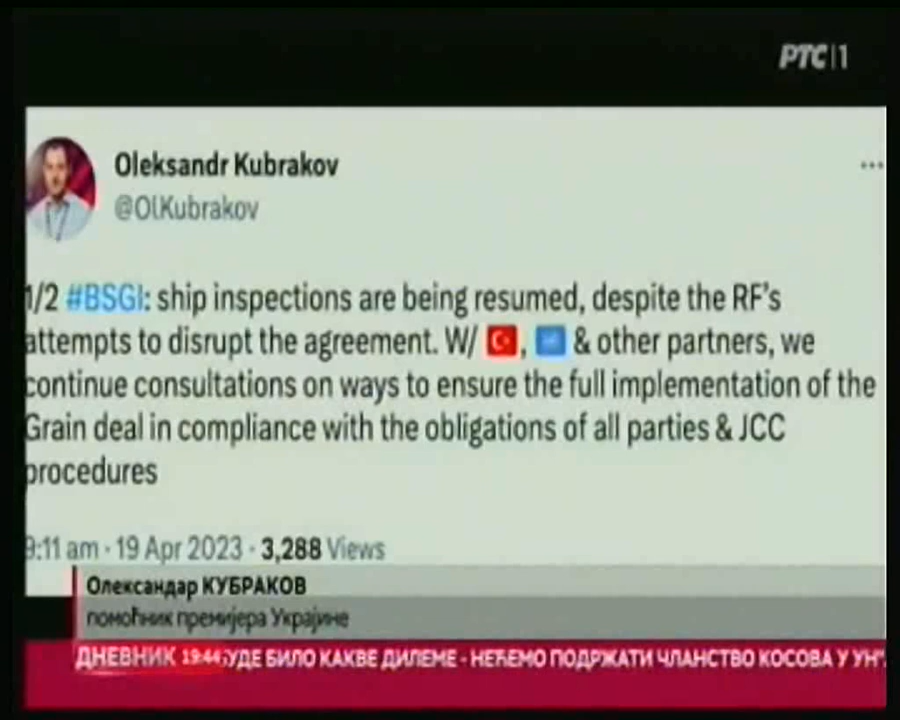 РТС|1
Oleksandr Kubrakov
@OlKubrakov
1/2 #BSGI: ship inspections are being resumed, despite the RF's
attempts to disrupt the agreement. W/ 🇹🇷, 🇺🇳 & other partners, we
continue consultations on ways to ensure the full implementation of the
Grain deal in compliance with the obligations of all parties & JCC
procedures
9:11 am · 19 Apr 2023 · 3,288 Views
Олександар КУБРАКОВ
помоћник премијера Украјине
ДНЕВНИК 19:44 УДЕ БИЛО КАКВЕ ДИЛЕМЕ - НЕЋЕМО ПОДРЖАТИ ЧЛАНСТВО КОСОВА У УН".